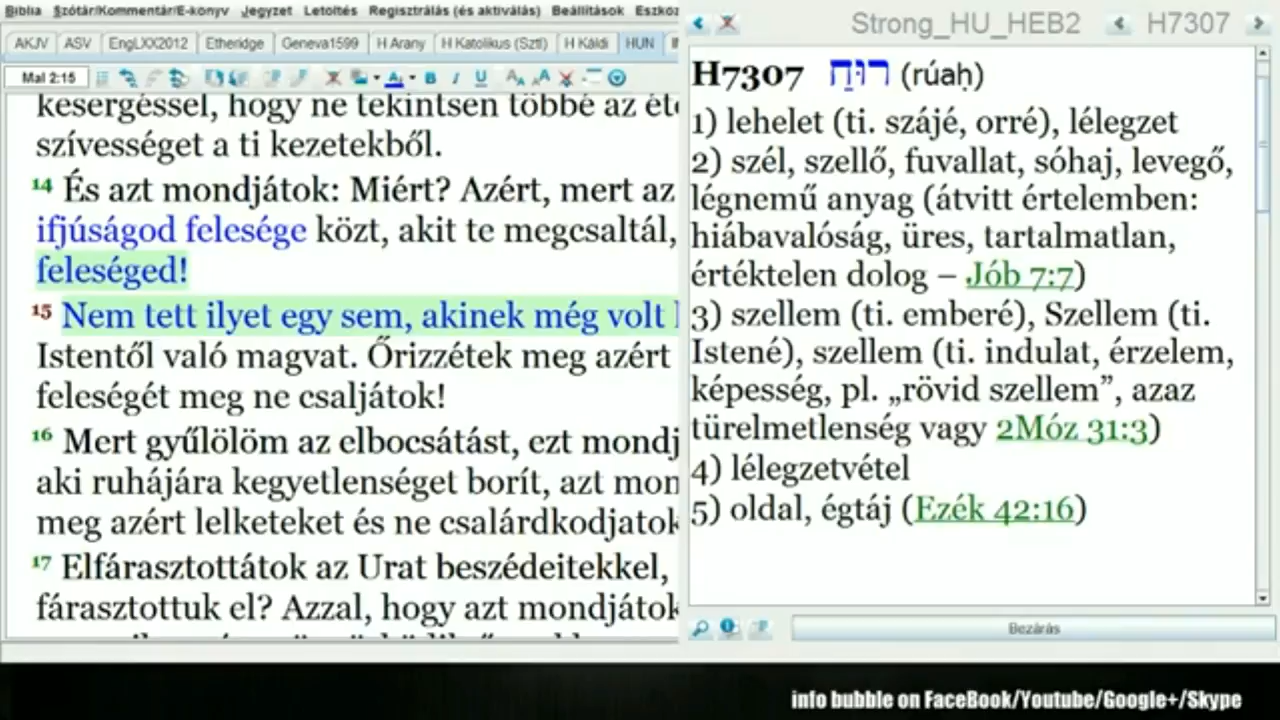 Biblia Szótár/Kommentár/E-könyv Jegyzet Letöltés Regisztrálás (és aktiválás) Beállítások Eszköz
AKJV ASV EngLXX2012 Etheridge Geneva1599 H Arany H Katolikus (SztI) H Káldi HUN
Mal 2:15
kesergéssel, hogy ne tekintsen többé az
szívességet a ti kezetekből.
14 És azt mondjátok: Miért? Azért, mert az
ifjúságod felesége közt, akit te megcsaltál,
feleséged!
15 Nem tett ilyet egy sem, akinek még volt
Istentől való magvat. Őrizzétek meg azért
feleségét meg ne csaljátok!
16 Mert gyűlölöm az elbocsátást, ezt mondj
aki ruhájára kegyetlenséget borít, azt mon
meg azért lelketeket és ne csalárdkodjatok
17 Elfárasztottátok az Urat beszédeitekkel,
fárasztottuk el? Azzal, hogy azt mondjátok
Strong_HU_HEB2 H7307
H7307 רוּחַ (rúaḥ)
1) lehelet (ti. szájé, orré), lélegzet
2) szél, szellő, fuvallat, sóhaj, levegő,
légnemű anyag (átvitt értelemben:
hiábavalóság, üres, tartalmatlan,
értéktelen dolog – Jób 7:7)
3) szellem (ti. emberé), Szellem (ti.
Istené), szellem (ti. indulat, érzelem,
képesség, pl. „rövid szellem”, azaz
türelmetlenség vagy 2Móz 31:3)
4) lélegzetvétel
5) oldal, égtáj (Ezék 42:16)
Bezárás
info bubble on FaceBook/Youtube/Google+/Skype